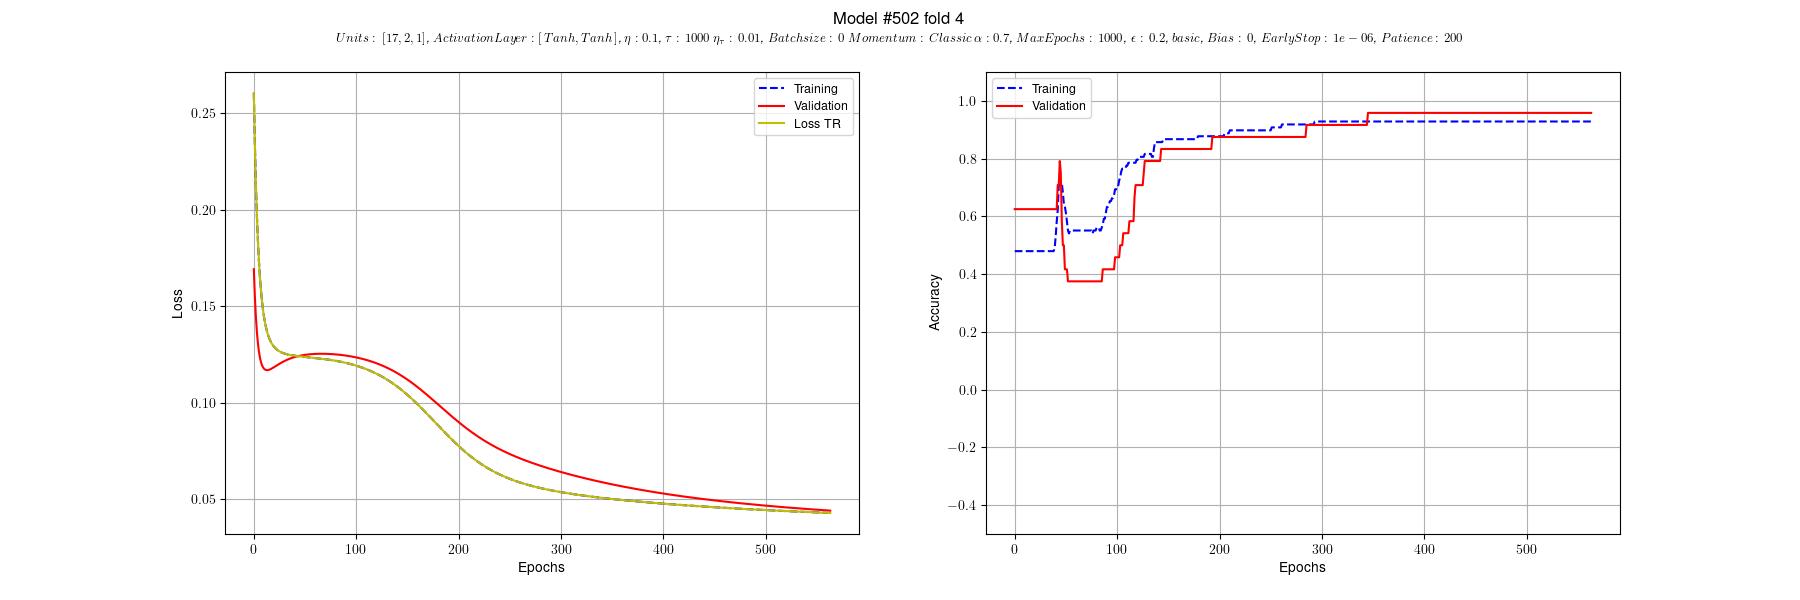 Model #502 fold 4
Units : [17, 2, 1], ActivationLayer : [Tanh, Tanh], η : 0.1, τ : 1000 ητ : 0.01, Batchsize : 0 Momentum : Classic α : 0.7, MaxEpochs : 1000, ϵ : 0.2, basic, Bias : 0, EarlyStop : 1e − 06, Patience : 200
Training
Validation
Loss TR
0.25
0.20
0.15
0.10
0.05
Loss
0 100 200 300 400 500
Epochs
Training
Validation
1.0
0.8
0.6
0.4
0.2
0.0
−0.2
−0.4
Accuracy
0 100 200 300 400 500
Epochs